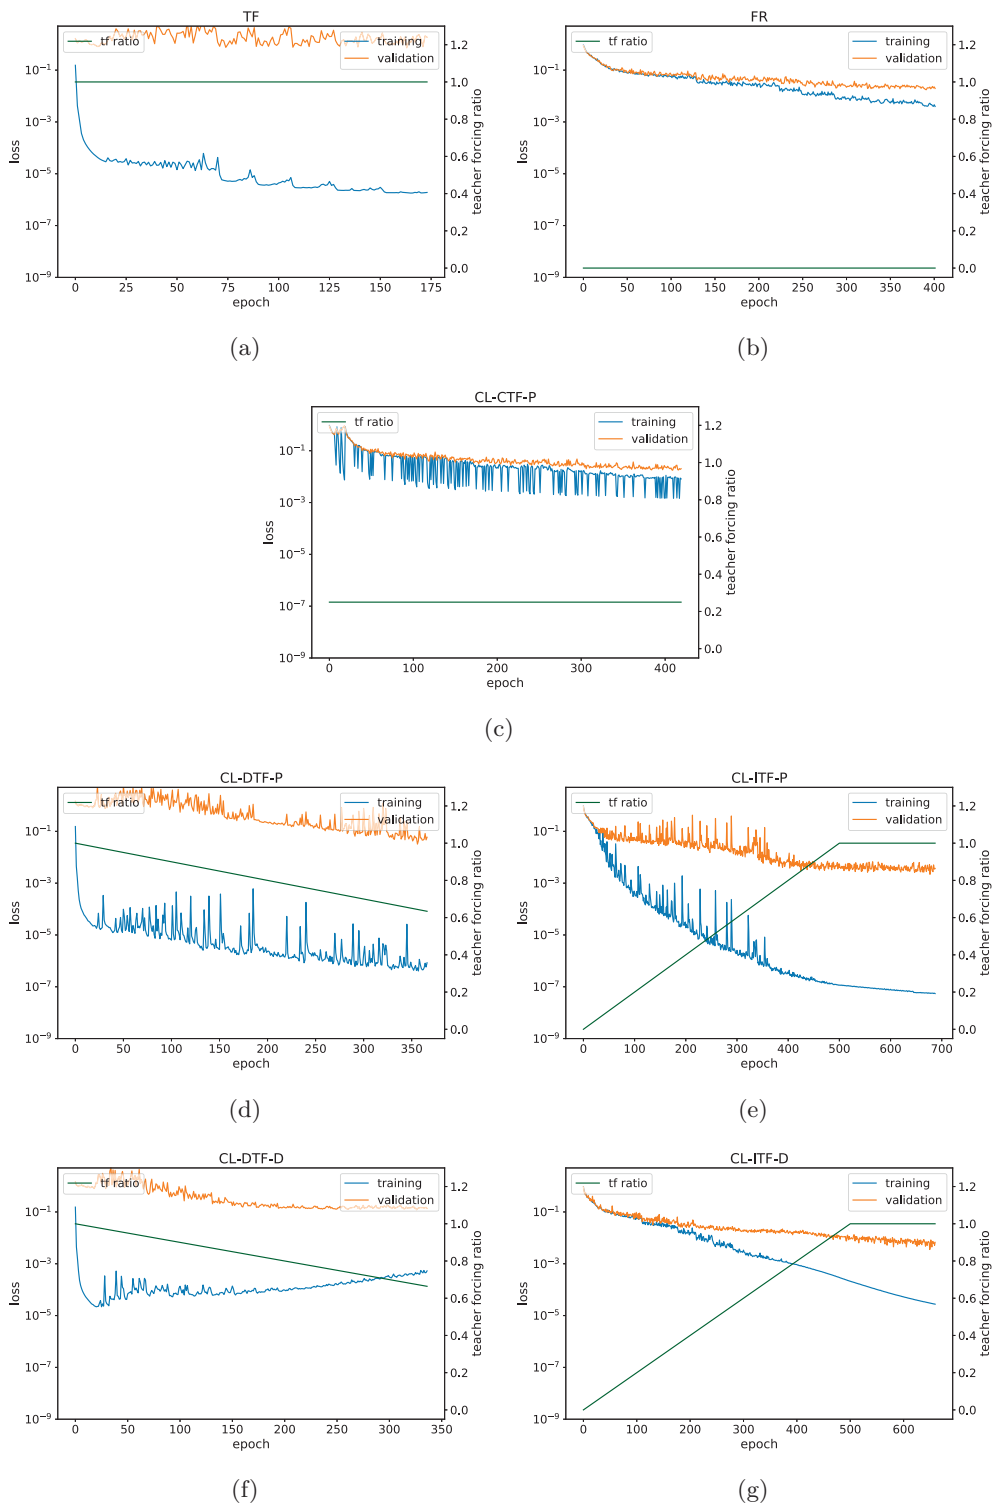 TF
tf ratio
training
validation
10⁻¹
10⁻³
10⁻⁵
10⁻⁷
10⁻⁹
loss
1.2
1.0
0.8
0.6
0.4
0.2
0.0
teacher forcing ratio
0 25 50 75 100 125 150 175
epoch
(a)
FR
tf ratio
training
validation
10⁻¹
10⁻³
10⁻⁵
10⁻⁷
10⁻⁹
loss
1.2
1.0
0.8
0.6
0.4
0.2
0.0
teacher forcing ratio
0 50 100 150 200 250 300 350 400
epoch
(b)
CL-CTF-P
tf ratio
training
validation
10⁻¹
10⁻³
10⁻⁵
10⁻⁷
10⁻⁹
loss
1.2
1.0
0.8
0.6
0.4
0.2
0.0
teacher forcing ratio
0 100 200 300 400
epoch
(c)
CL-DTF-P
tf ratio
training
validation
10⁻¹
10⁻³
10⁻⁵
10⁻⁷
10⁻⁹
loss
1.2
1.0
0.8
0.6
0.4
0.2
0.0
teacher forcing ratio
0 50 100 150 200 250 300 350
epoch
(d)
CL-ITF-P
tf ratio
training
validation
10⁻¹
10⁻³
10⁻⁵
10⁻⁷
10⁻⁹
loss
1.2
1.0
0.8
0.6
0.4
0.2
0.0
teacher forcing ratio
0 100 200 300 400 500 600 700
epoch
(e)
CL-DTF-D
tf ratio
training
validation
10⁻¹
10⁻³
10⁻⁵
10⁻⁷
10⁻⁹
loss
1.2
1.0
0.8
0.6
0.4
0.2
0.0
teacher forcing ratio
0 50 100 150 200 250 300 350
epoch
(f)
CL-ITF-D
tf ratio
training
validation
10⁻¹
10⁻³
10⁻⁵
10⁻⁷
10⁻⁹
loss
1.2
1.0
0.8
0.6
0.4
0.2
0.0
teacher forcing ratio
0 100 200 300 400 500 600
epoch
(g)